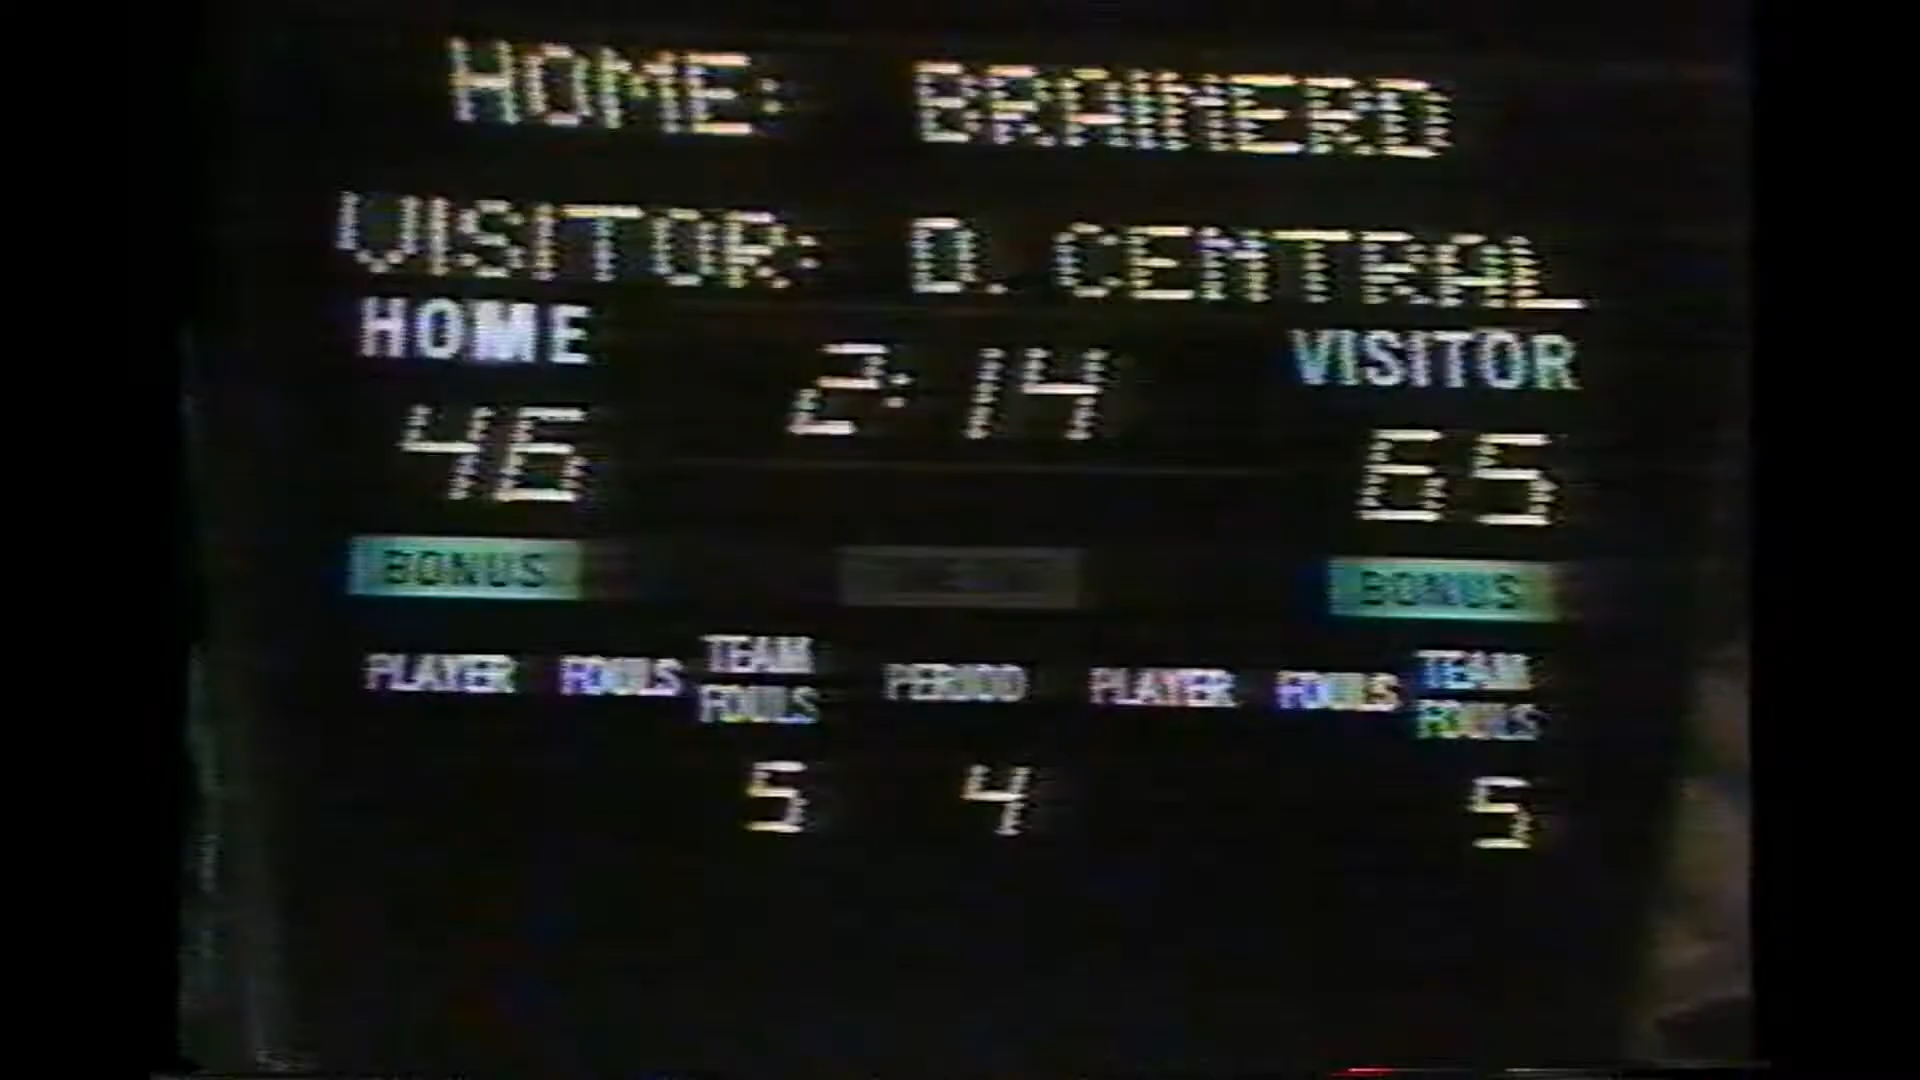 HOME: BRAINERD
VISITOR: D. CENTRAL
HOME 2:14 VISITOR
46 65
BONUS BONUS
PLAYER FOULS TEAM FOULS PERIOD PLAYER FOULS TEAM FOULS
5 4 5